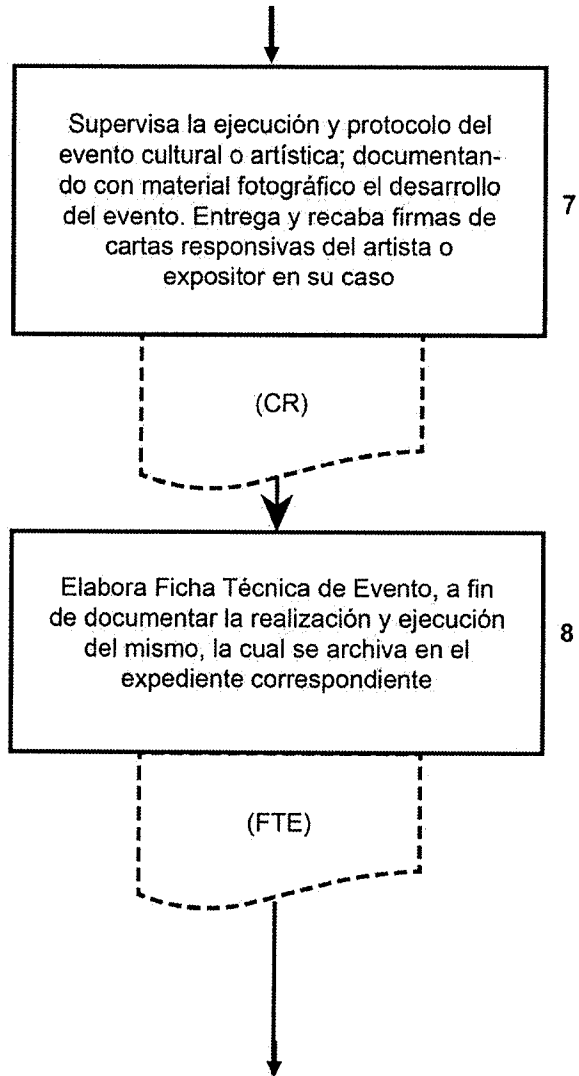 Supervisa la ejecución y protocolo del
evento cultural o artística; documentan-
do con material fotográfico el desarrollo
del evento. Entrega y recaba firmas de
cartas responsivas del artista o
expositor en su caso
7
(CR)
Elabora Ficha Técnica de Evento, a fin
de documentar la realización y ejecución
del mismo, la cual se archiva en el
expediente correspondiente
8
(FTE)